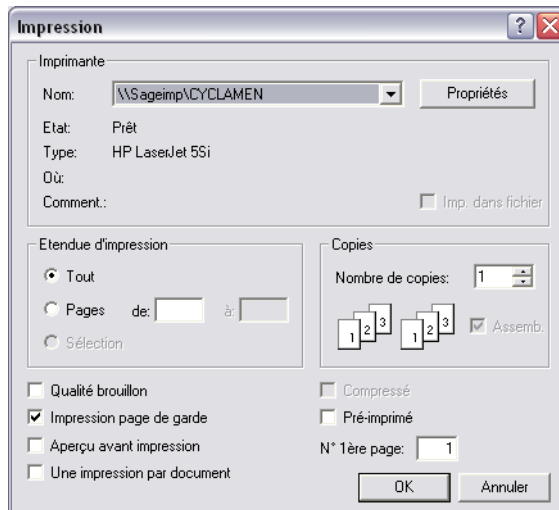 Impression
Imprimante
Nom: \\Sageimp\CYCLAMEN Propriétés
Etat: Prêt
Type: HP LaserJet 5Si
Où:
Comment.: Imp. dans fichier
Etendue d'impression
Tout
Pages de: à:
Sélection
Copies
Nombre de copies: 1
1 2 3 1 2 3 Assemb.
Qualité brouillon
Impression page de garde
Aperçu avant impression
Une impression par document
Compressé
Pré-imprimé
N° 1ère page: 1
OK Annuler